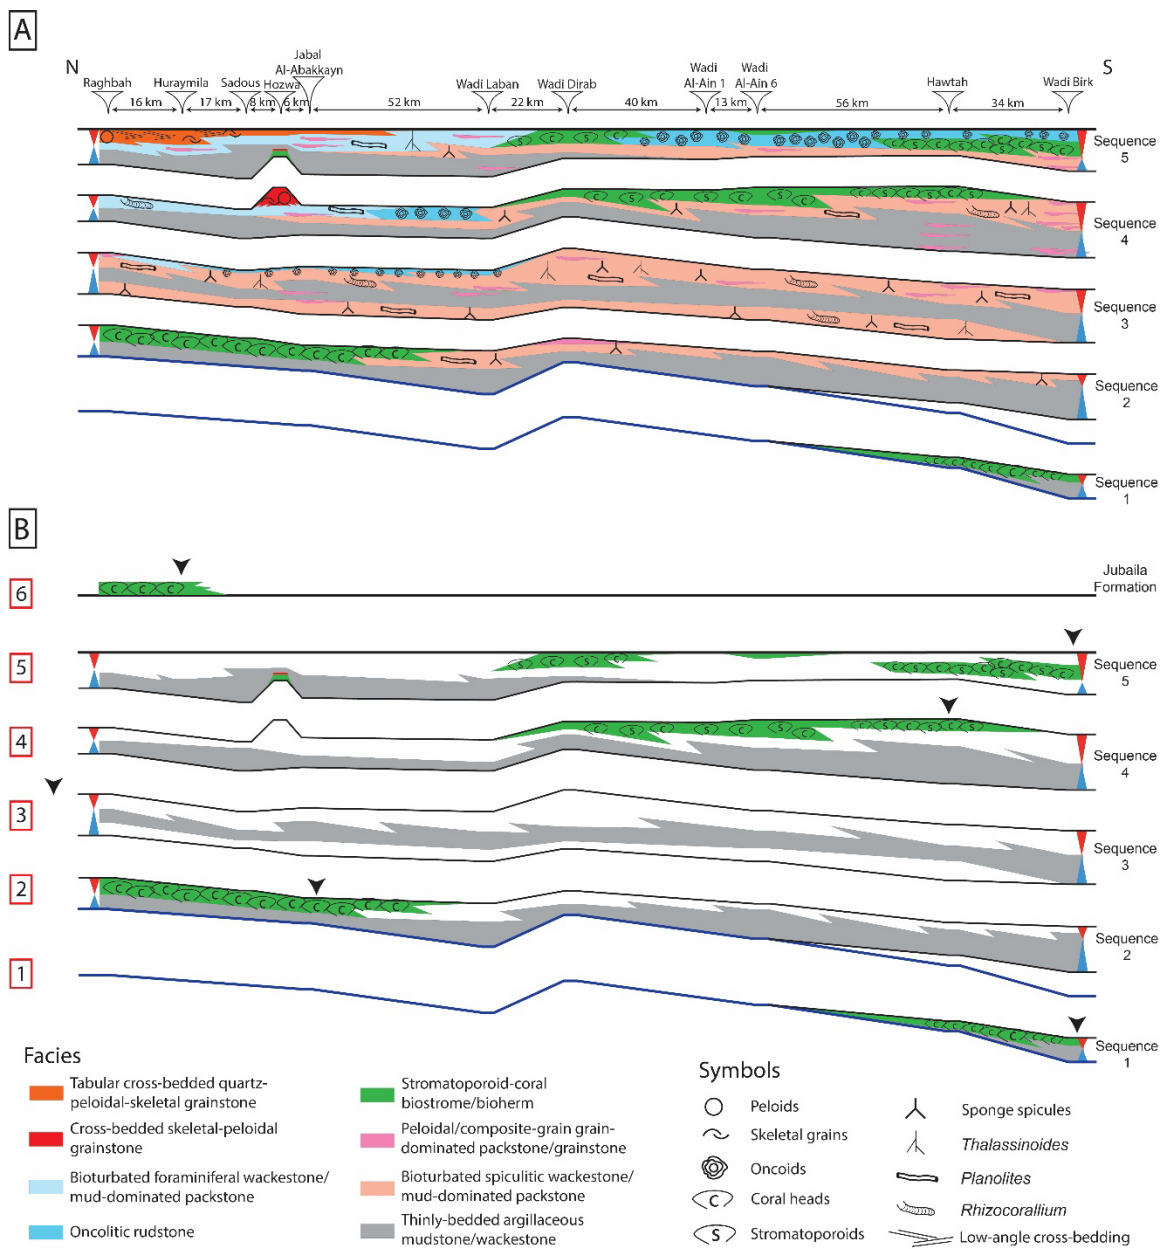 A
N
S
Raghbah
Huraymila
Sadous
Hozwa
Jabal
Al-Abakkayn
Wadi Laban
Wadi Dirab
Wadi
Al-Ain 1
Wadi
Al-Ain 6
Hawtah
Wadi Birk
16 km
17 km
8 km
6 km
52 km
22 km
40 km
13 km
56 km
34 km
Sequence
5
Sequence
4
Sequence
3
Sequence
2
Sequence
1
B
6
Jubaila
Formation
5
Sequence
5
4
Sequence
4
3
Sequence
3
2
Sequence
2
1
Sequence
1
Facies
Tabular cross-bedded quartz-
peloidal-skeletal grainstone
Cross-bedded skeletal-peloidal
grainstone
Bioturbated foraminiferal wackestone/
mud-dominated packstone
Oncolitic rudstone
Stromatoporoid-coral
biostrome/bioherm
Peloidal/composite-grain grain-
dominated packstone/grainstone
Bioturbated spiculitic wackestone/
mud-dominated packstone
Thinly-bedded argillaceous
mudstone/wackestone
Symbols
Peloids
Skeletal grains
Oncoids
C Coral heads
S Stromatoporoids
Sponge spicules
Thalassinoides
Planolites
Rhizocorallium
Low-angle cross-bedding